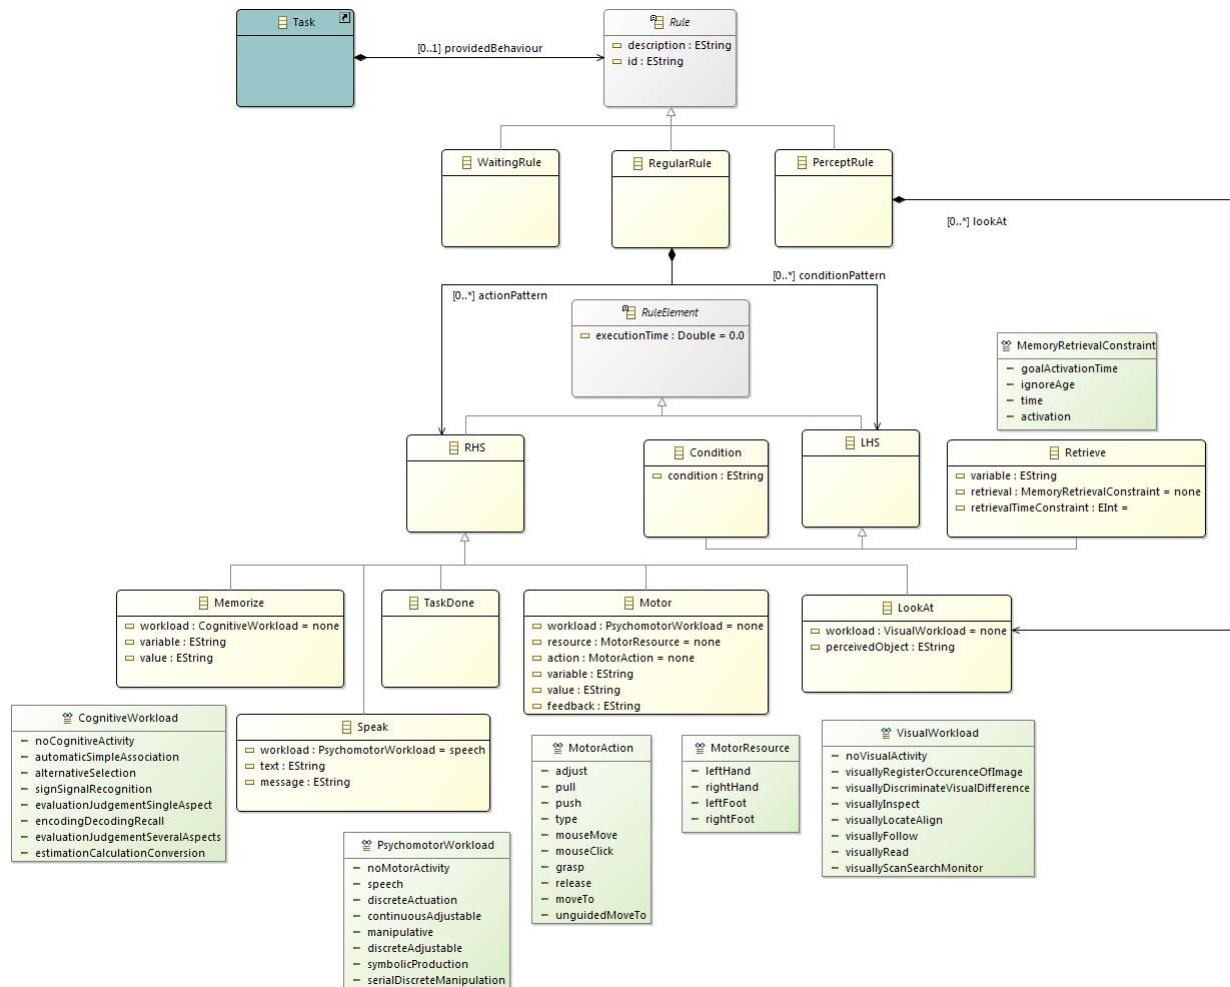 Task
[0..1] providedBehaviour
Rule
description : EString
id : EString
WaitingRule
RegularRule
PerceptRule
[0..*] lookAt
[0..*] actionPattern
[0..*] conditionPattern
RuleElement
executionTime : Double = 0.0
MemoryRetrievalConstraint
goalActivationTime
ignoreAge
time
activation
RHS
Condition
condition : EString
LHS
Retrieve
variable : EString
retrieval : MemoryRetrievalConstraint = none
retrievalTimeConstraint : EInt =
Memorize
workload : CognitiveWorkload = none
variable : EString
value : EString
TaskDone
Motor
workload : PsychomotorWorkload = none
resource : MotorResource = none
action : MotorAction = none
variable : EString
value : EString
feedback : EString
LookAt
workload : VisualWorkload = none
perceivedObject : EString
CognitiveWorkload
noCognitiveActivity
automaticSimpleAssociation
alternativeSelection
signSignalRecognition
evaluationJudgementSingleAspect
encodingDecodingRecall
evaluationJudgementSeveralAspects
estimationCalculationConversion
Speak
workload : PsychomotorWorkload = speech
text : EString
message : EString
PsychomotorWorkload
noMotorActivity
speech
discreteActuation
continuousAdjustable
manipulative
discreteAdjustable
symbolicProduction
serialDiscreteManipulation
MotorAction
adjust
pull
push
type
mouseMove
mouseClick
grasp
release
moveTo
unguidedMoveTo
MotorResource
leftHand
rightHand
leftFoot
rightFoot
VisualWorkload
noVisualActivity
visuallyRegisterOccurenceOfImage
visuallyDiscriminateVisualDifference
visuallyInspect
visuallyLocateAlign
visuallyFollow
visuallyRead
visuallyScanSearchMonitor